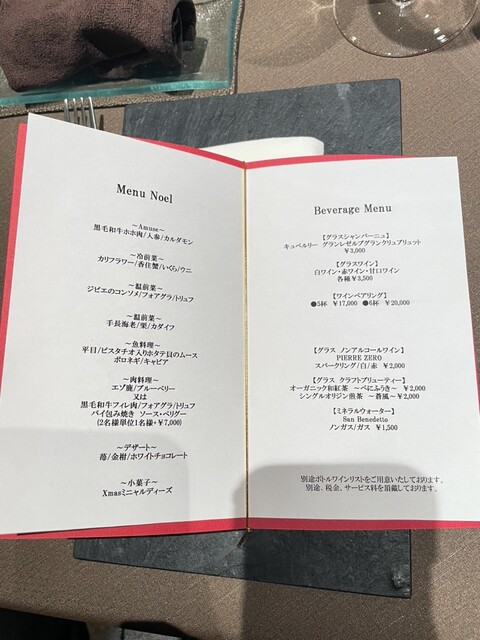 Menu Noel
～Amuse～
黒毛和牛ホホ肉/人参/カルダモン
～冷前菜～
カリフラワー/香住蟹/いくら/ウニ
～温前菜～
ジビエのコンソメ/フォアグラ/トリュフ
～温前菜～
手長海老/栗/カダイフ
～魚料理～
平目/ピスタチオ入りホタテ貝のムース
ポロネギ/キャビア
～肉料理～
エゾ鹿/ブルーベリー
又は
黒毛和牛フィレ肉/フォアグラ/トリュフ
パイ包み焼き ソース・ペリグー
(2名様単位1名様+￥7,000)
～デザート～
苺/金柑/ホワイトチョコレート
～小菓子～
Xmasミニャルディーズ
Beverage Menu
【グラスシャンパーニュ】
キュペルリー グランレゼルブグランクリュブリュット
￥3,000
【グラスワイン】
白ワイン・赤ワイン・甘口ワイン
各種￥3,500
【ワインペアリング】
●5杯 ￥17,000 ●6杯 ￥20,000
【グラス ノンアルコールワイン】
PIERRE ZERO
スパークリング/白/赤 ￥2,000
【グラス クラフトブリューティー】
オーガニック和紅茶 ～べにふうき～ ￥2,000
シングルオリジン煎茶 ～蒼風～￥2,000
【ミネラルウォーター】
San Benedetto
ノンガス/ガス ￥1,500
別途ボトルワインリストをご用意いたしております。
別途、税金、サービス料を頂戴しております。